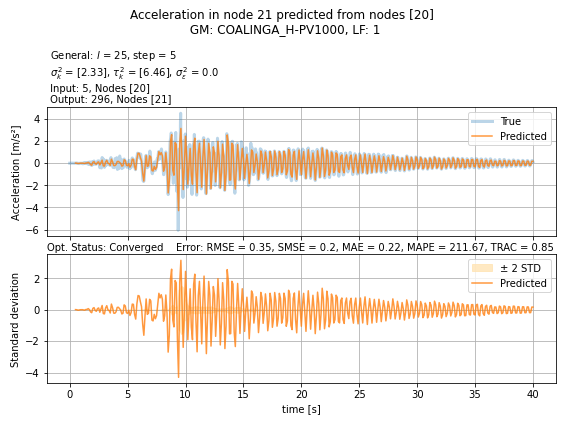 Acceleration in node 21 predicted from nodes [20]
GM: COALINGA_H-PV1000, LF: 1
General: l = 25, step = 5
σ²ₖ = [2.33], τ²ₖ = [6.46], σ²ε = 0.0
Input: 5, Nodes [20]
Output: 296, Nodes [21]
4
2
0
−2
−4
−6
Acceleration [m/s²]
True
Predicted
Opt. Status: Converged    Error: RMSE = 0.35, SMSE = 0.2, MAE = 0.22, MAPE = 211.67, TRAC = 0.85
2
0
−2
−4
Standard deviation
± 2 STD
Predicted
0 5 10 15 20 25 30 35 40
time [s]